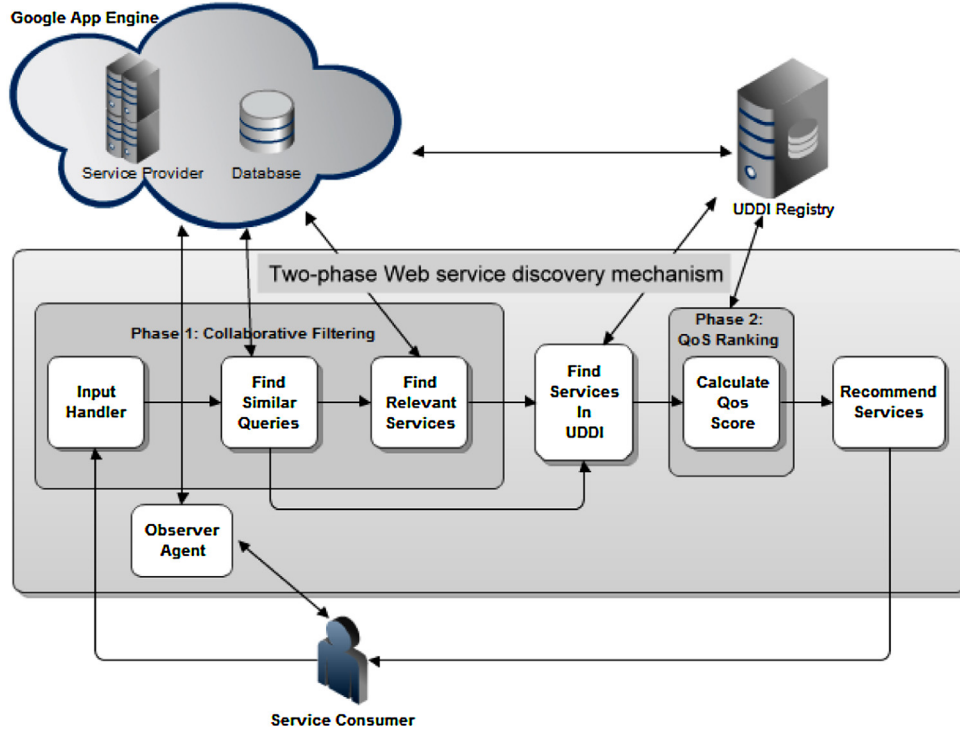 Google App Engine
Service Provider
Database
UDDI Registry
Two-phase Web service discovery mechanism
Phase 1: Collaborative Filtering
Phase 2:
QoS Ranking
Input
Handler
Find
Similar
Queries
Find
Relevant
Services
Find
Services
In
UDDI
Calculate
Qos
Score
Recommend
Services
Observer
Agent
Service Consumer